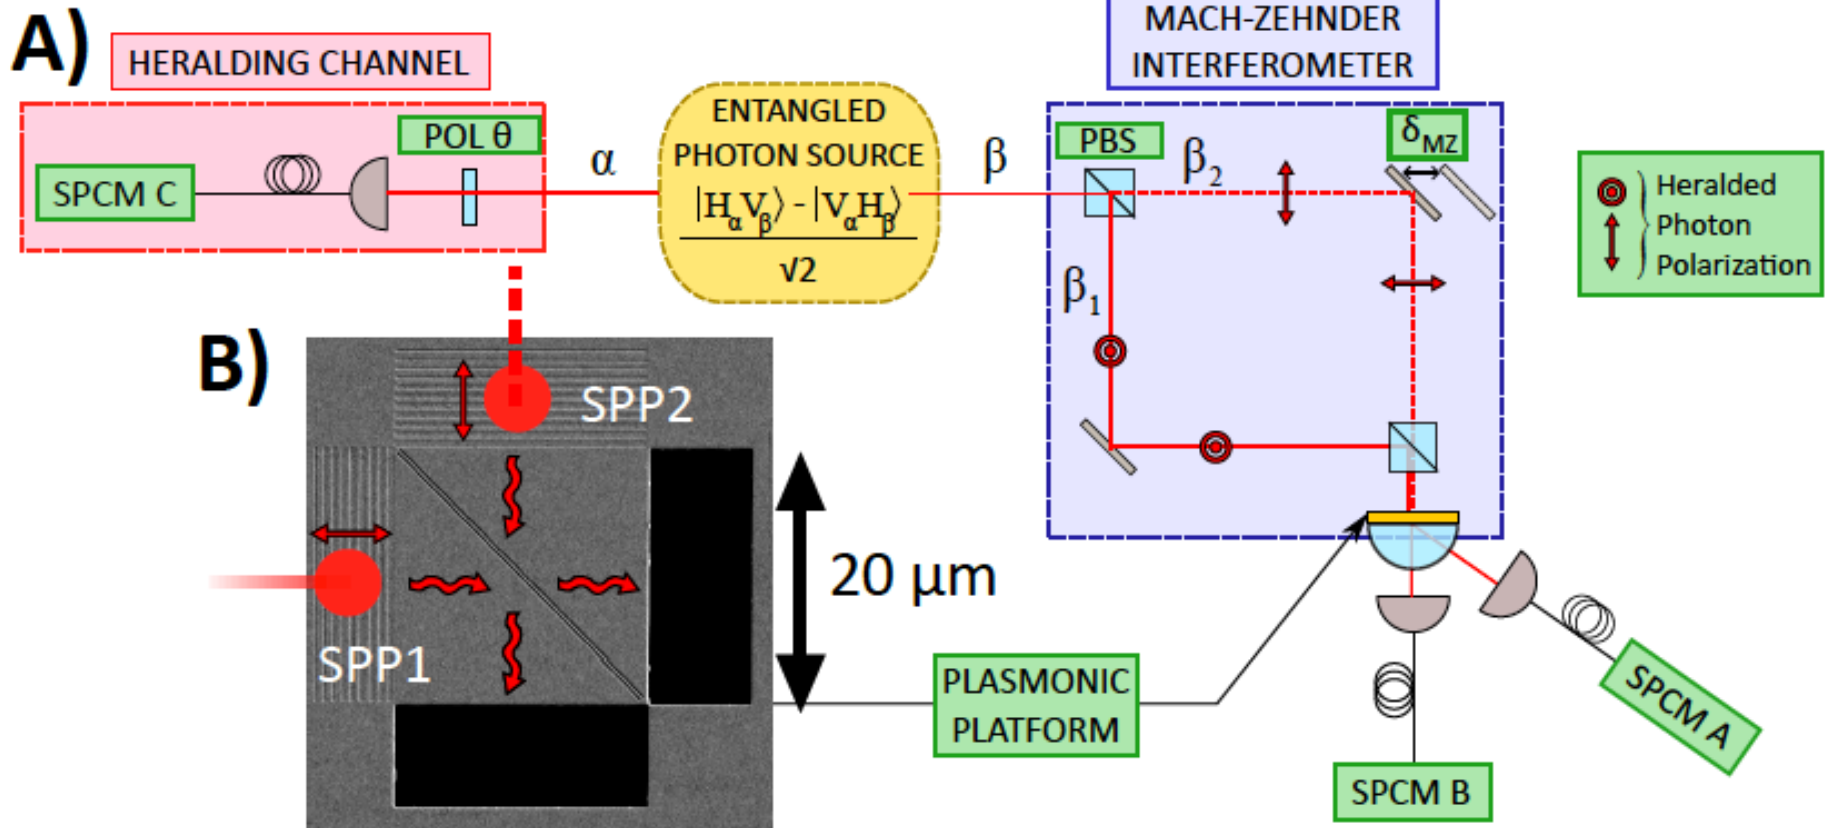 A)
HERALDING CHANNEL
POL θ
SPCM C
α
ENTANGLED
PHOTON SOURCE
|HαVβ⟩ - |VαHβ⟩
√2
β
MACH-ZEHNDER
INTERFEROMETER
PBS
β2
δMZ
β1
Heralded
Photon
Polarization
B)
SPP2
SPP1
20 µm
PLASMONIC
PLATFORM
SPCM A
SPCM B